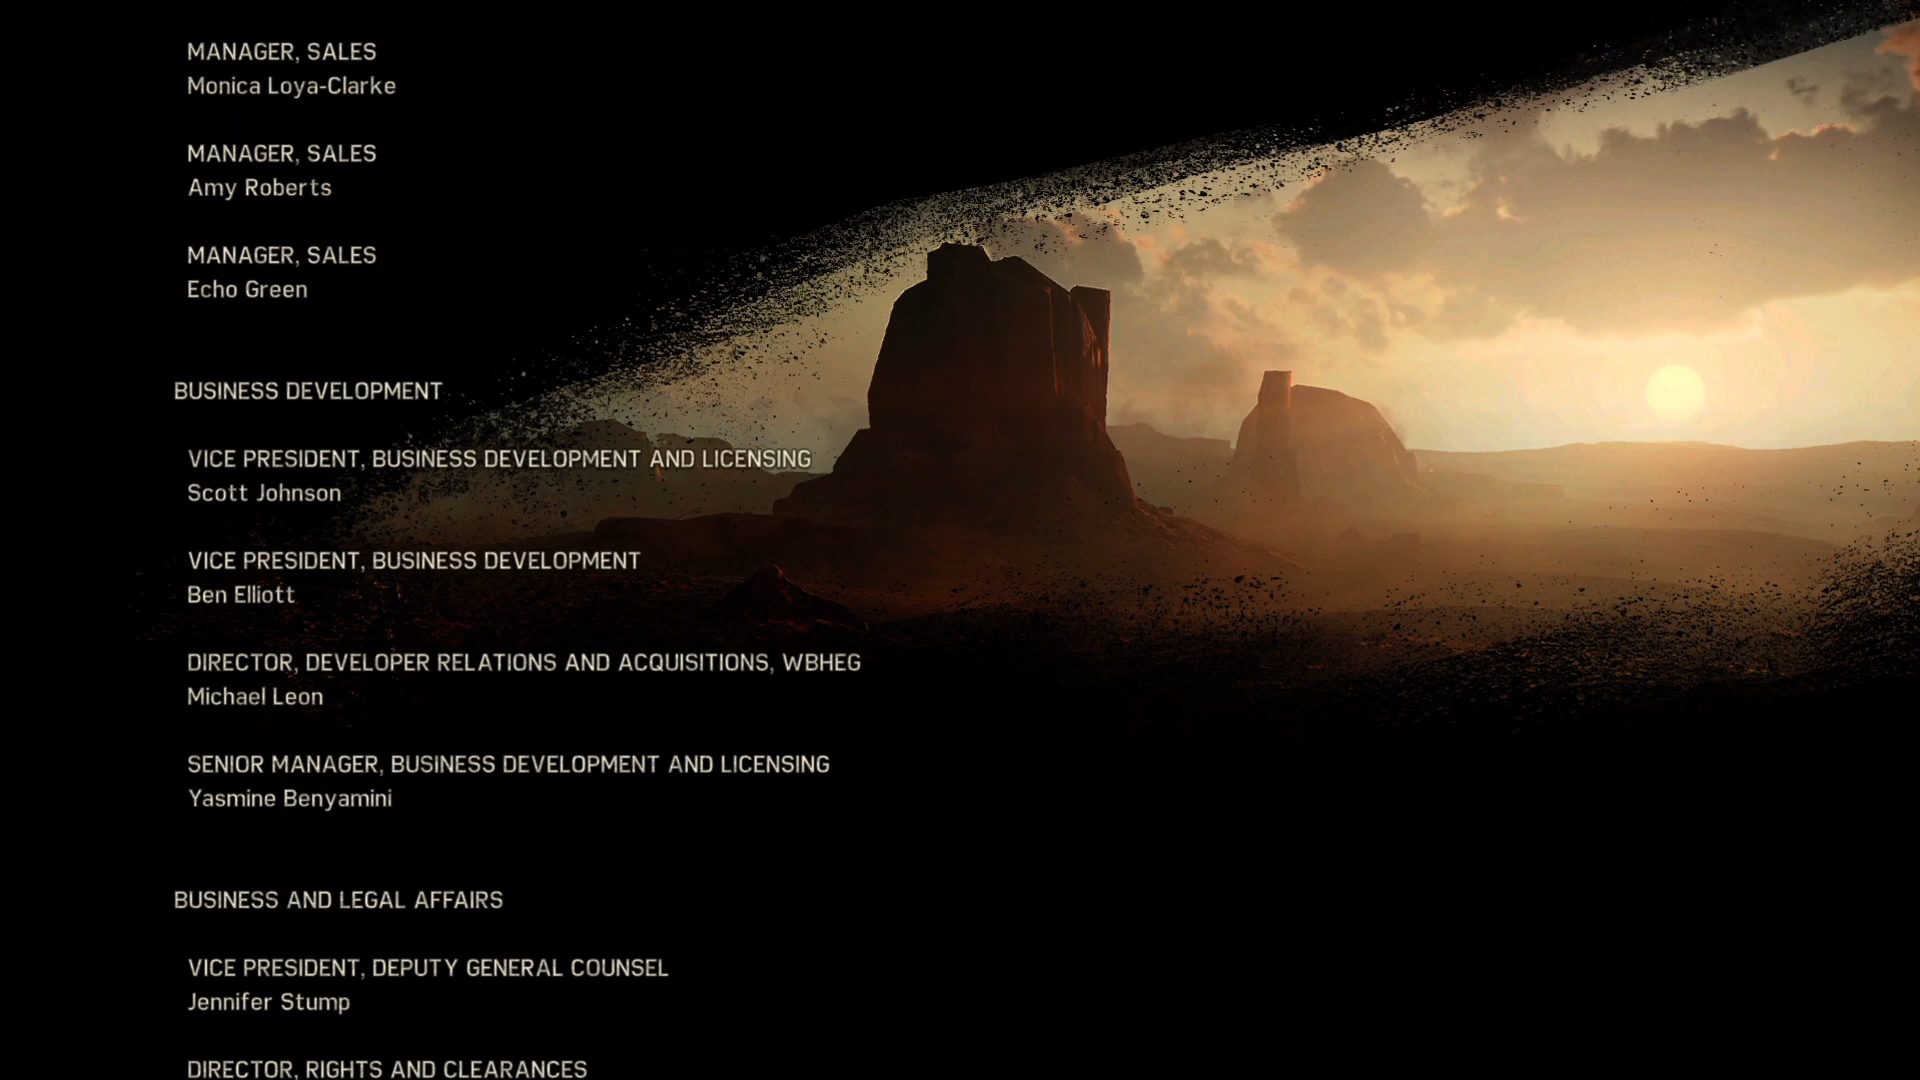 MANAGER, SALES
Monica Loya-Clarke
MANAGER, SALES
Amy Roberts
MANAGER, SALES
Echo Green
BUSINESS DEVELOPMENT
VICE PRESIDENT, BUSINESS DEVELOPMENT AND LICENSING
Scott Johnson
VICE PRESIDENT, BUSINESS DEVELOPMENT
Ben Elliott
DIRECTOR, DEVELOPER RELATIONS AND ACQUISITIONS, WBHEG
Michael Leon
SENIOR MANAGER, BUSINESS DEVELOPMENT AND LICENSING
Yasmine Benyamini
BUSINESS AND LEGAL AFFAIRS
VICE PRESIDENT, DEPUTY GENERAL COUNSEL
Jennifer Stump
DIRECTOR, RIGHTS AND CLEARANCES